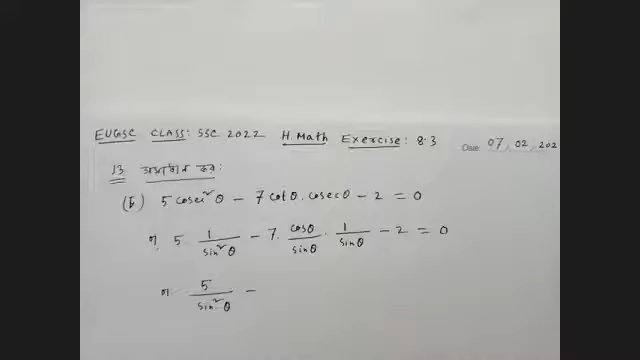 EUGSC CLASS: SSC 2022 H.Math Exercise: 8.3 Date: 07, 02, 202
13 সমাধান কর:
(b) 5 cosec²θ − 7 cotθ. cosecθ − 2 = 0
বা, 5. 1/sin²θ − 7. cosθ/sinθ . 1/sinθ − 2 = 0
বা, 5/sin²θ −